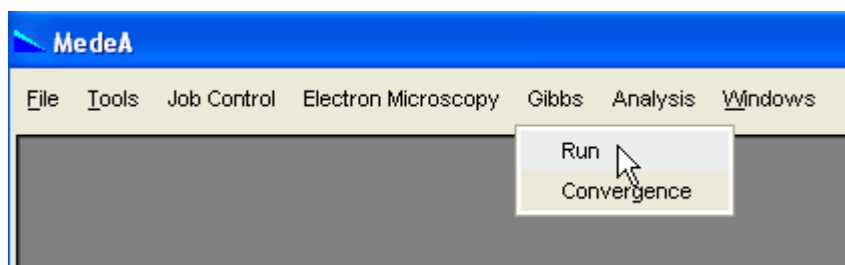 MedeA
File Tools Job Control Electron Microscopy Gibbs Analysis Windows
Run
Convergence